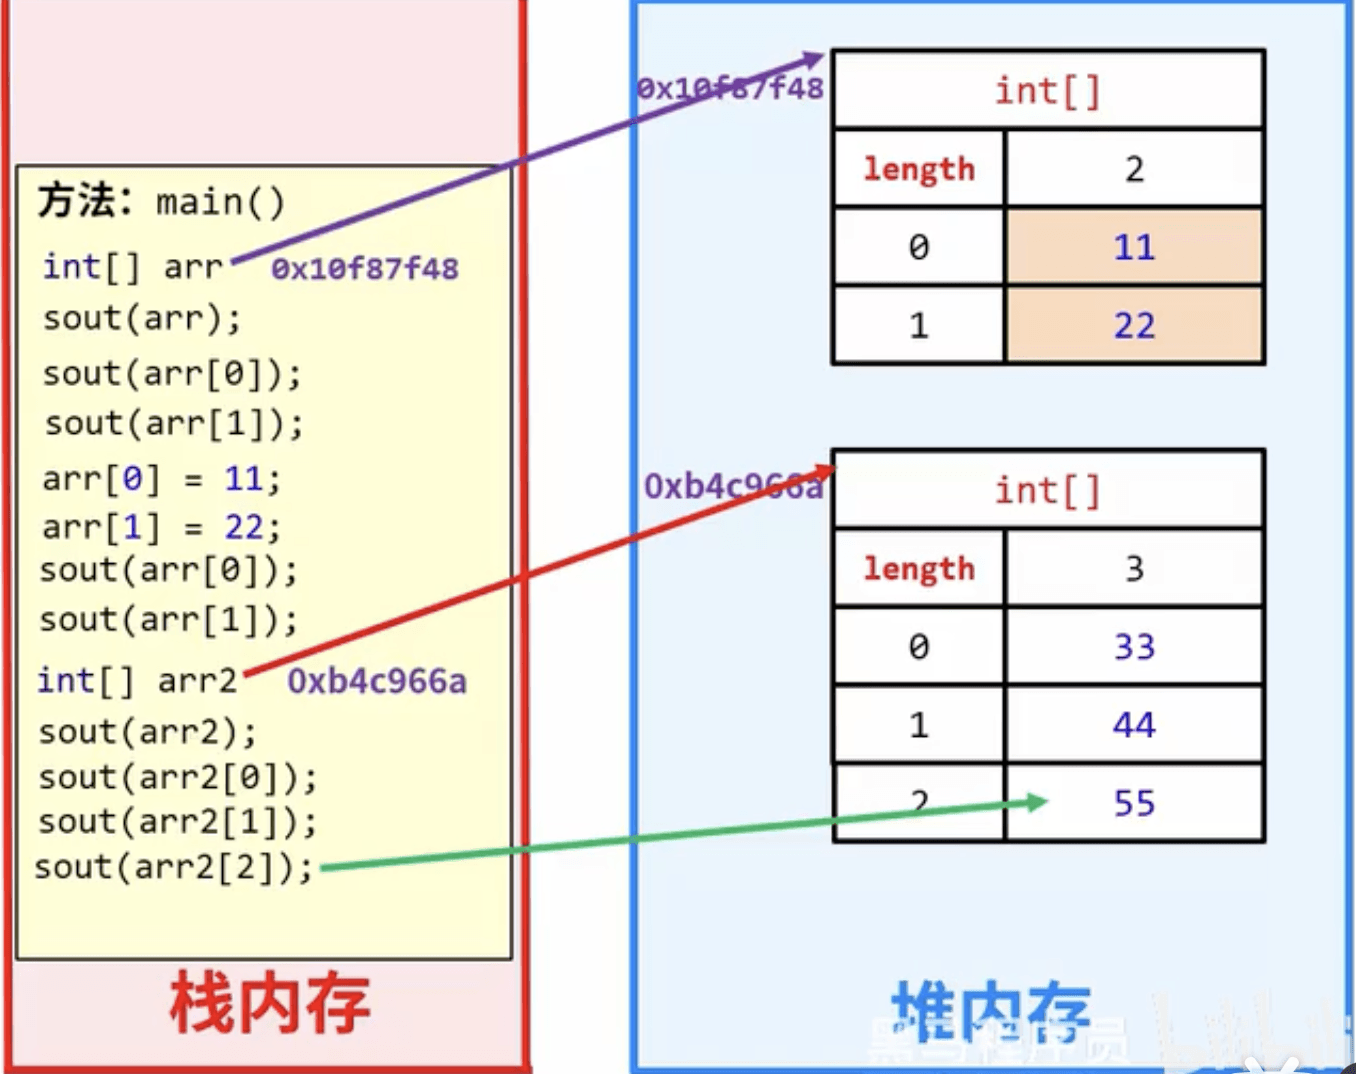 方法: main()
int[] arr 0x10f87f48
sout(arr);
sout(arr[0]);
sout(arr[1]);
arr[0] = 11;
arr[1] = 22;
sout(arr[0]);
sout(arr[1]);
int[] arr2 0xb4c966a
sout(arr2);
sout(arr2[0]);
sout(arr2[1]);
sout(arr2[2]);
栈内存
0x10f87f48
int[]
length 2
0 11
1 22
0xb4c966a
int[]
length 3
0 33
1 44
2 55
堆内存
黑马程序员